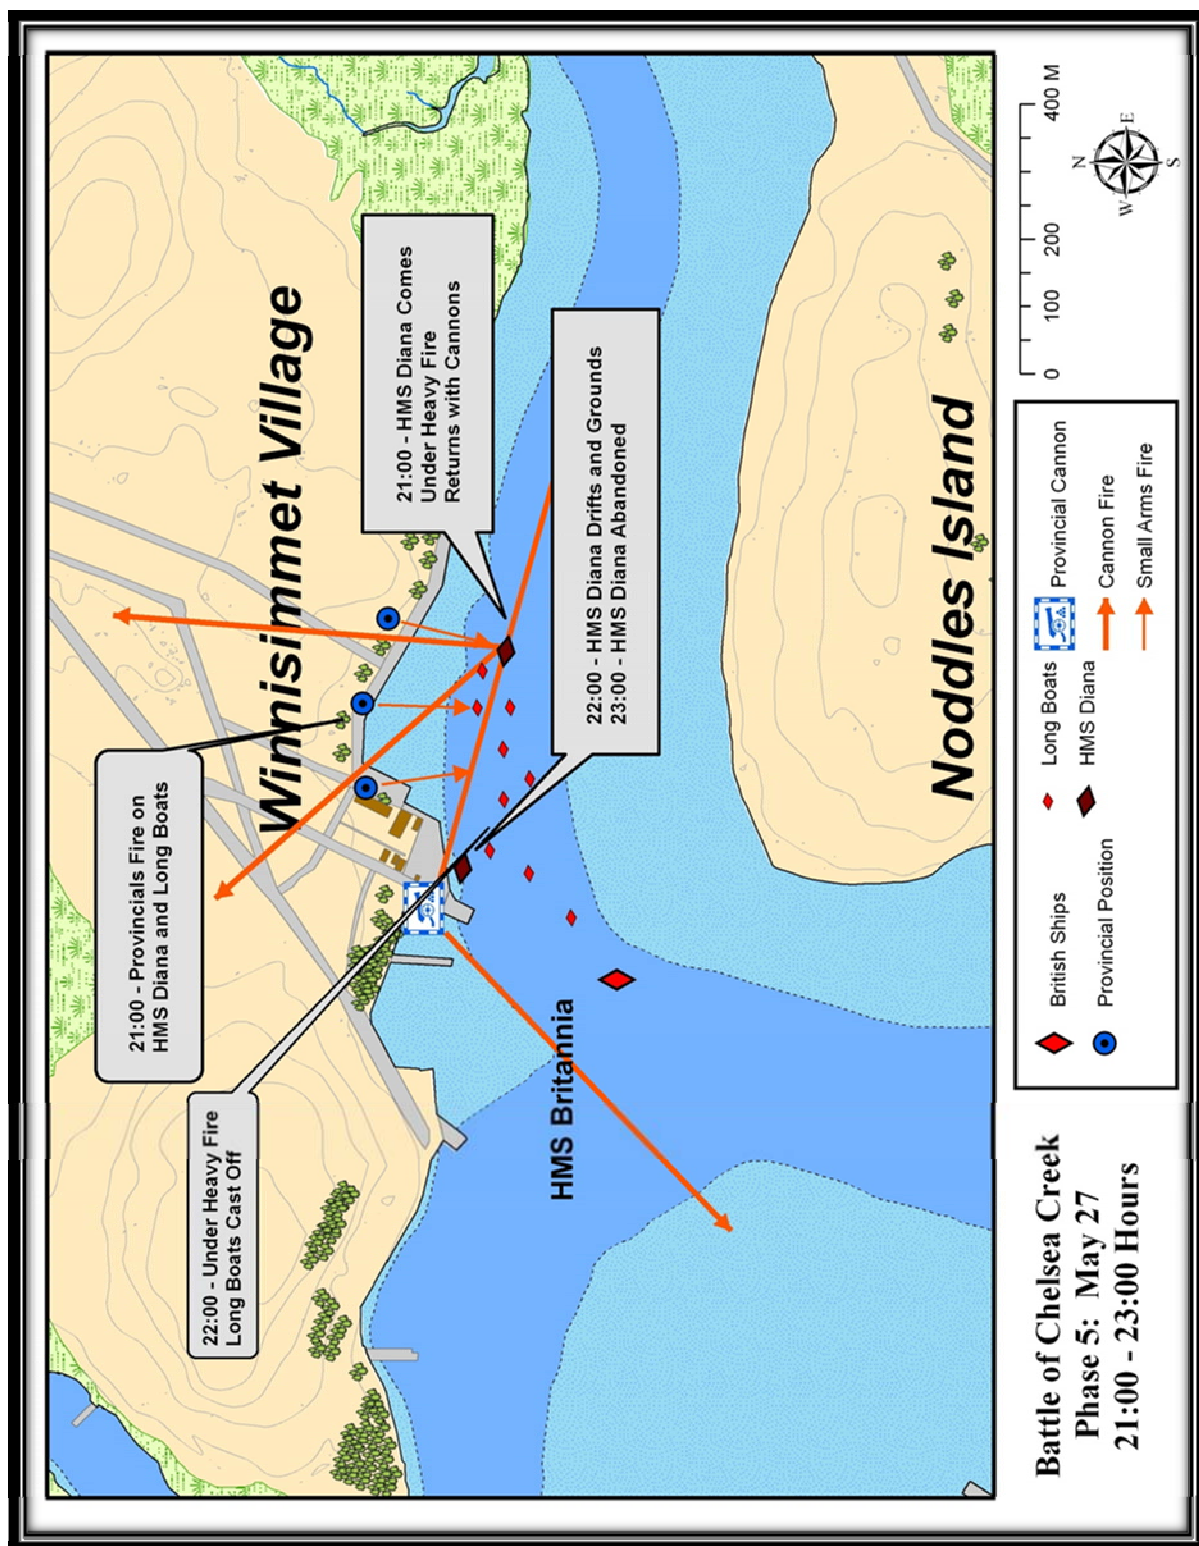 Winnisimmet Village
21:00 - Provincials Fire on
HMS Diana and Long Boats
22:00 - Under Heavy Fire
Long Boats Cast Off
21:00 - HMS Diana Comes
Under Heavy Fire
Returns with Cannons
22:00 - HMS Diana Drifts and Grounds
23:00 - HMS Diana Abandoned
HMS Britannia
Noddles Island
Battle of Chelsea Creek
Phase 5: May 27
21:00 - 23:00 Hours
British Ships
Provincial Position
Long Boats
HMS Diana
Provincial Cannon
Cannon Fire
Small Arms Fire
0 100 200 400 M
N
W E
S